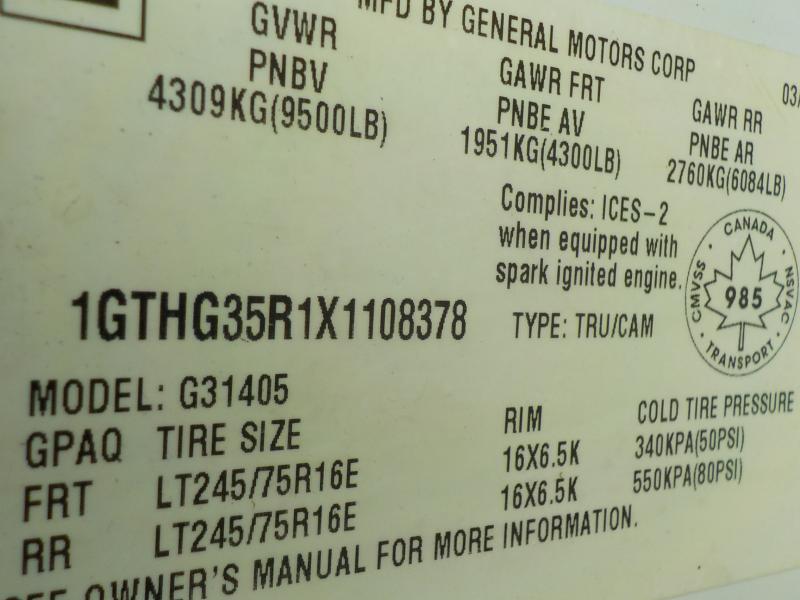 MFD BY GENERAL MOTORS CORP
03/
GVWR
PNBV
4309KG(9500LB)
GAWR FRT
PNBE AV
1951KG(4300LB)
GAWR RR
PNBE AR
2760KG(6084LB)
Complies: ICES-2
when equipped with
spark ignited engine.
CANADA
CMVSS
985
NSVAC
TRANSPORT
1GTHG35R1X1108378
TYPE: TRU/CAM
MODEL: G31405
GPAQ TIRE SIZE RIM COLD TIRE PRESSURE
FRT LT245/75R16E 16X6.5K 340KPA(50PSI)
RR LT245/75R16E 16X6.5K 550KPA(80PSI)
SEE OWNER'S MANUAL FOR MORE INFORMATION.